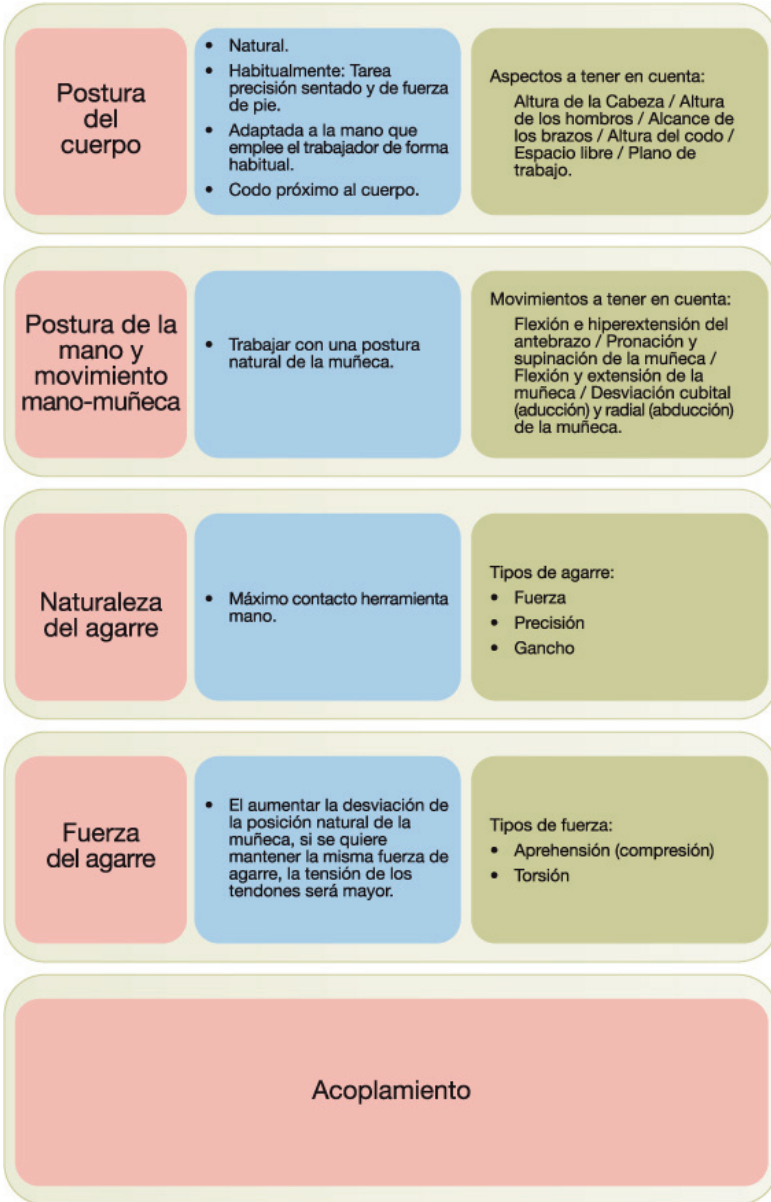 Postura
del
cuerpo
• Natural.
• Habitualmente: Tarea
precisión sentado y de fuerza
de pie.
• Adaptada a la mano que
emplee el trabajador de forma
habitual.
• Codo próximo al cuerpo.
Aspectos a tener en cuenta:
Altura de la Cabeza / Altura
de los hombros / Alcance de
los brazos / Altura del codo /
Espacio libre / Plano de
trabajo.
Postura de la
mano y
movimiento
mano-muñeca
• Trabajar con una postura
natural de la muñeca.
Movimientos a tener en cuenta:
Flexión e hiperextensión del
antebrazo / Pronación y
supinación de la muñeca /
Flexión y extensión de la
muñeca / Desviación cubital
(aducción) y radial (abducción)
de la muñeca.
Naturaleza
del agarre
• Máximo contacto herramienta
mano.
Tipos de agarre:
• Fuerza
• Precisión
• Gancho
Fuerza
del agarre
• El aumentar la desviación de
la posición natural de la
muñeca, si se quiere
mantener la misma fuerza de
agarre, la tensión de los
tendones será mayor.
Tipos de fuerza:
• Aprehensión (compresión)
• Torsión
Acoplamiento